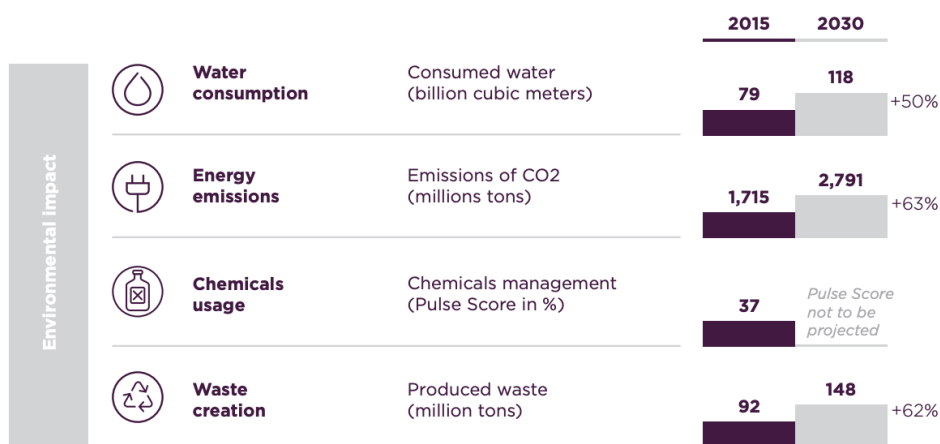 2015 2030
Environmental impact
Water
consumption
Consumed water
(billion cubic meters)
79
118
+50%
Energy
emissions
Emissions of CO2
(millions tons)
1,715
2,791
+63%
Chemicals
usage
Chemicals management
(Pulse Score in %)
37
Pulse Score
not to be
projected
Waste
creation
Produced waste
(million tons)
92
148
+62%